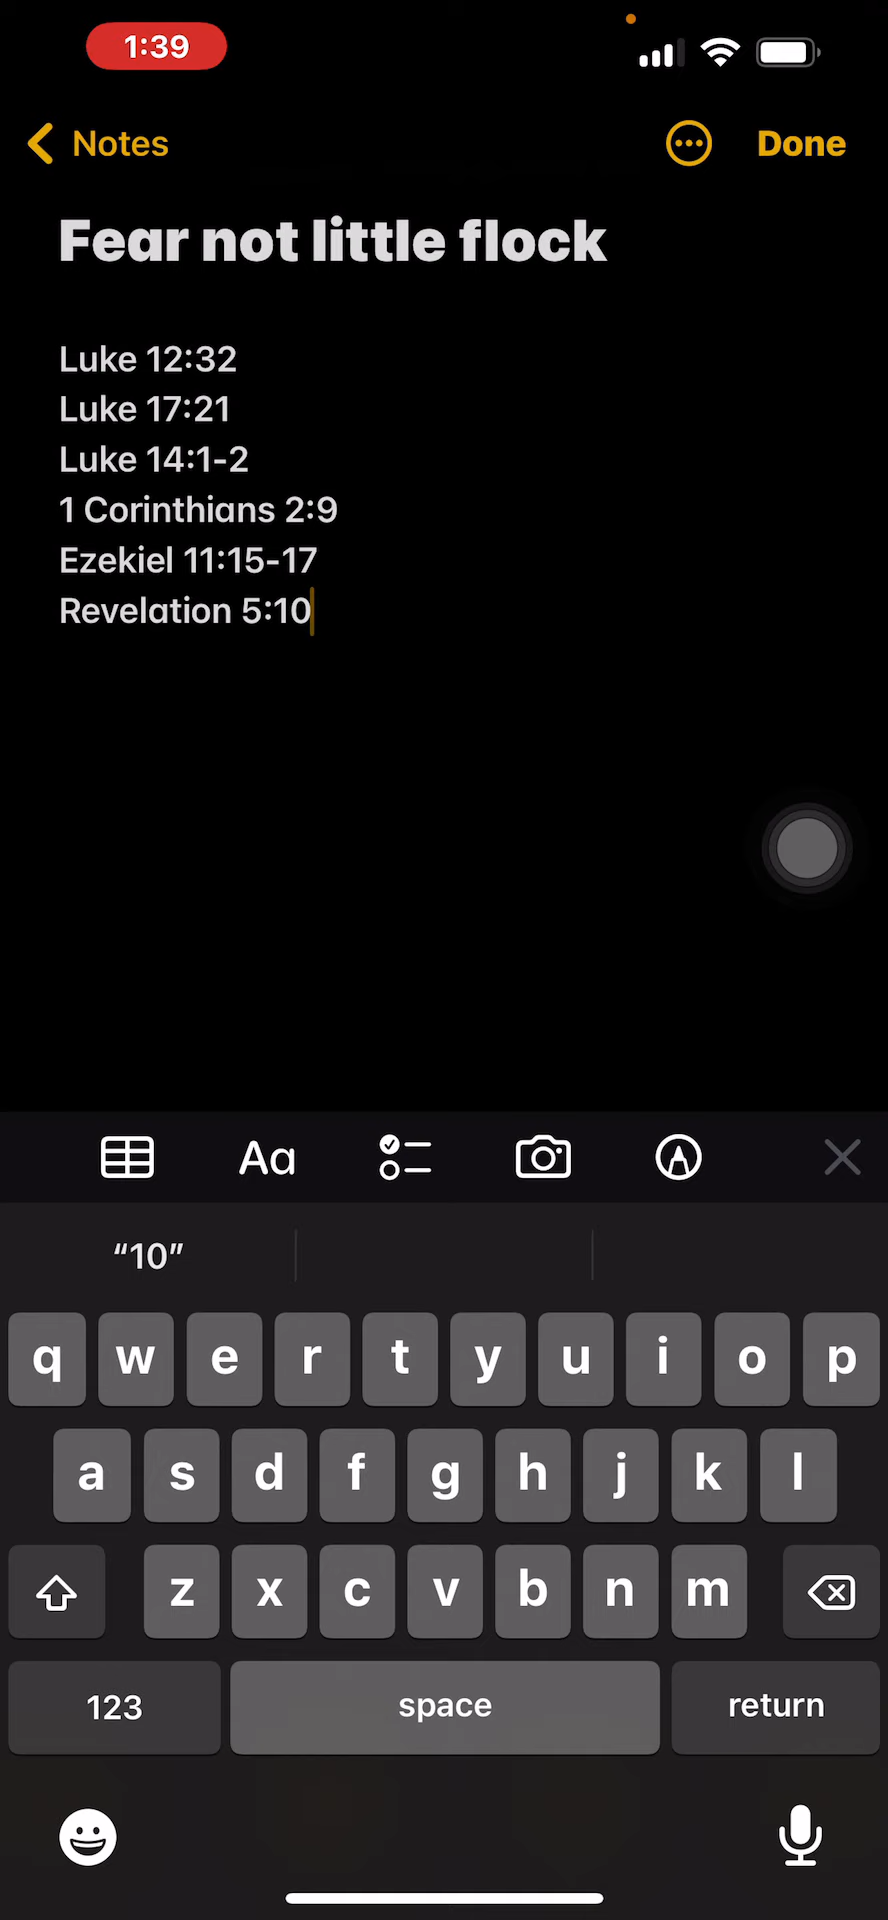 1:39
Notes
Done
Fear not little flock
Luke 12:32
Luke 17:21
Luke 14:1-2
1 Corinthians 2:9
Ezekiel 11:15-17
Revelation 5:10
Aa
“10”
q w e r t y u i o p
a s d f g h j k l
z x c v b n m
123 space return